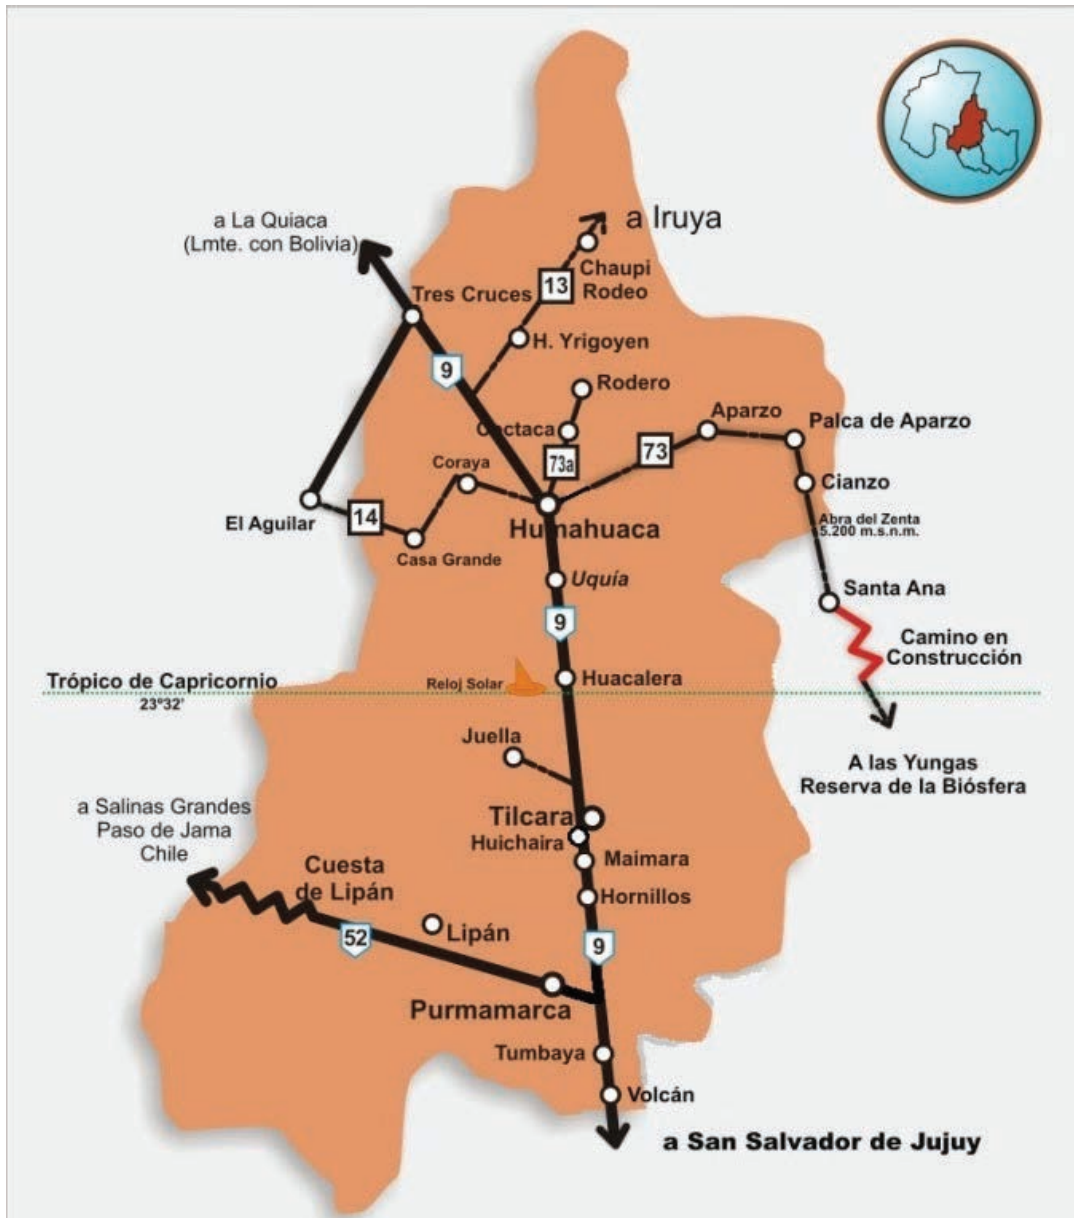 a La Quiaca
(Lmte. con Bolivia)
a Iruya
Chaupi
Rodeo
13
Tres Cruces
H. Yrigoyen
9
Rodero
Coctaca
Aparzo
Palca de Aparzo
73
73a
Coraya
Cianzo
El Aguilar
14
Humahuaca
Abra del Zenta
5.200 m.s.n.m.
Casa Grande
Uquía
Santa Ana
9
Camino en
Construcción
Trópico de Capricornio
23º32'
Reloj Solar
Huacalera
Juella
A las Yungas
Reserva de la Biósfera
a Salinas Grandes
Paso de Jama
Chile
Tilcara
Huichaira
Maimara
Cuesta
de Lipán
Hornillos
Lipán
52
9
Purmamarca
Tumbaya
Volcán
a San Salvador de Jujuy